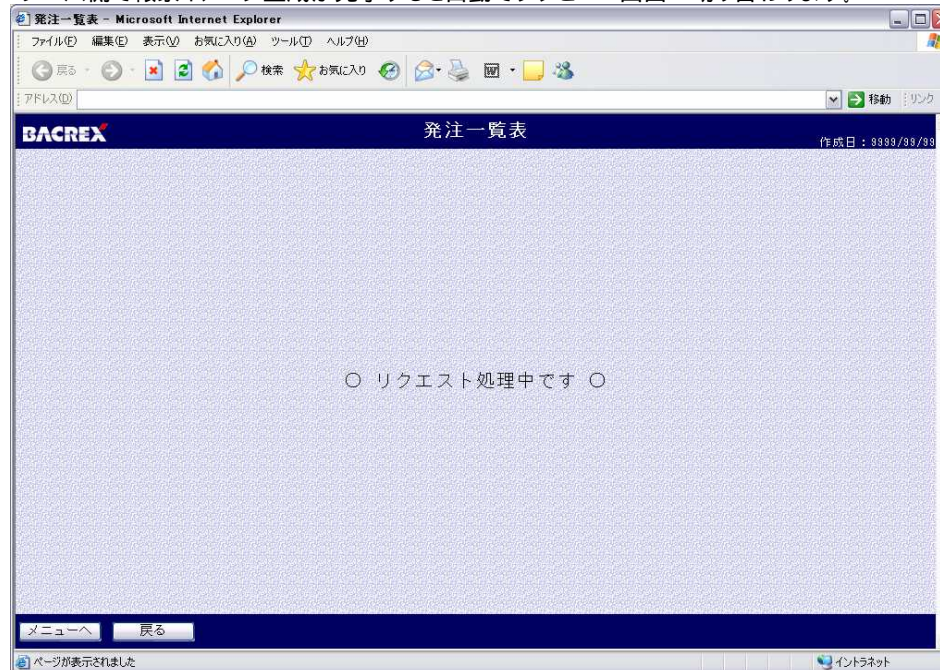 発注一覧表 - Microsoft Internet Explorer
ファイル(F) 編集(E) 表示(V) お気に入り(A) ツール(T) ヘルプ(H)
戻る 検索 お気に入り
アドレス(D) 移動 リンク
BACREX 発注一覧表 作成日:9999/99/99
○ リクエスト処理中です ○
メニューへ 戻る
ページが表示されました イントラネット